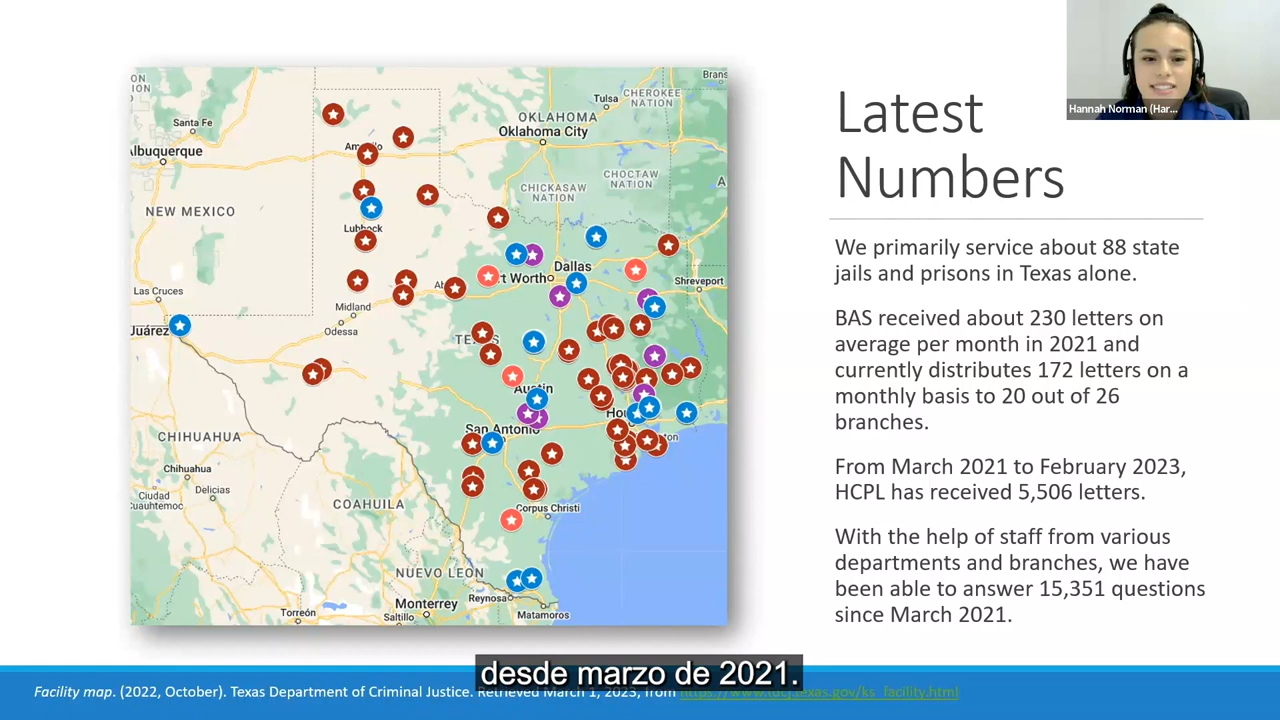 Hannah Norman (Har...
Latest
Numbers
We primarily service about 88 state
jails and prisons in Texas alone.
BAS received about 230 letters on
average per month in 2021 and
currently distributes 172 letters on a
monthly basis to 20 out of 26
branches.
From March 2021 to February 2023,
HCPL has received 5,506 letters.
With the help of staff from various
departments and branches, we have
been able to answer 15,351 questions
since March 2021.
Santa Fe
Albuquerque
NEW MEXICO
Las Cruces
Juárez
Tulsa
CHEROKEE
NATION
OKLAHOMA
Oklahoma City
CHICKASAW
NATION
CHOCTAW
NATION
Lubbock
Dallas
Shreveport
Midland
Odessa
Austin
San Antonio
CHIHUAHUA
Chihuahua
Delicias
Ciudad
Cuauhtemoc
COAHUILA
Corpus Christi
NUEVO LEON
Monterrey
Reynosa
Matamoros
Torreón
Saltillo
desde marzo de 2021.
Facility map. (2022, October). Texas Department of Criminal Justice. Retrieved March 1, 2023, from